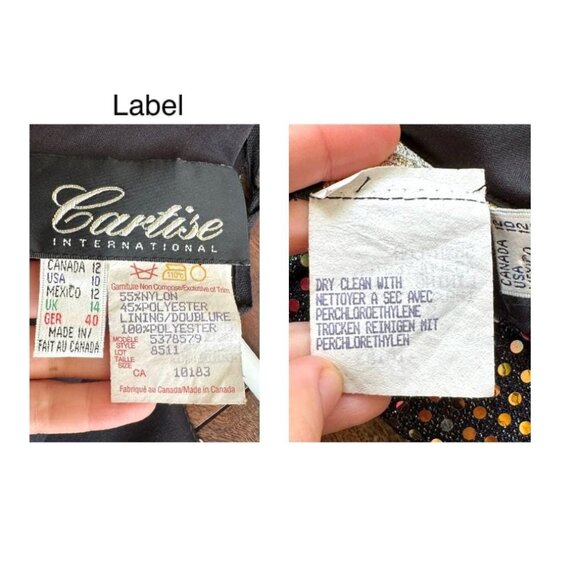 Label
Cartise
INTERNATIONAL
CANADA 12
USA 10
MEXICO 12
UK 14
GER 40
MADE IN/
FAIT AU CANADA
110°C
Garniture Non Compose/Exclusive of Trim
55%NYLON
45%POLYESTER
LINING/DOUBLURE
100%POLYESTER
MODÈLE
STYLE 5378579
LOT 8511
TAILLE
SIZE
CA 10183
Fabriqué au Canada/Made in Canada
DRY CLEAN WITH
NETTOYER A SEC AVEC
PERCHLOROETHYLENE
TROCKEN REINIGEN MIT
PERCHLORETHYLEN
CANADA 12
USA 10
MEXICO 12